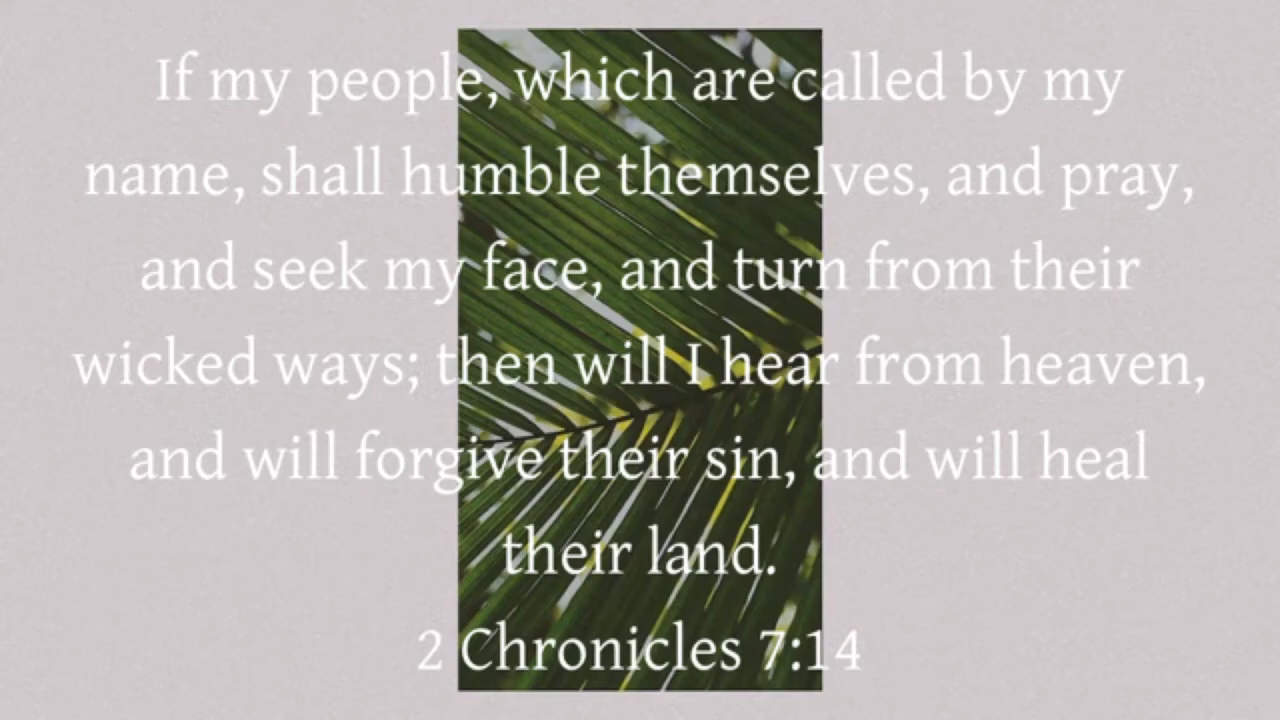 If my people, which are called by my
name, shall humble themselves, and pray,
and seek my face, and turn from their
wicked ways; then will I hear from heaven,
and will forgive their sin, and will heal
their land.
2 Chronicles 7:14